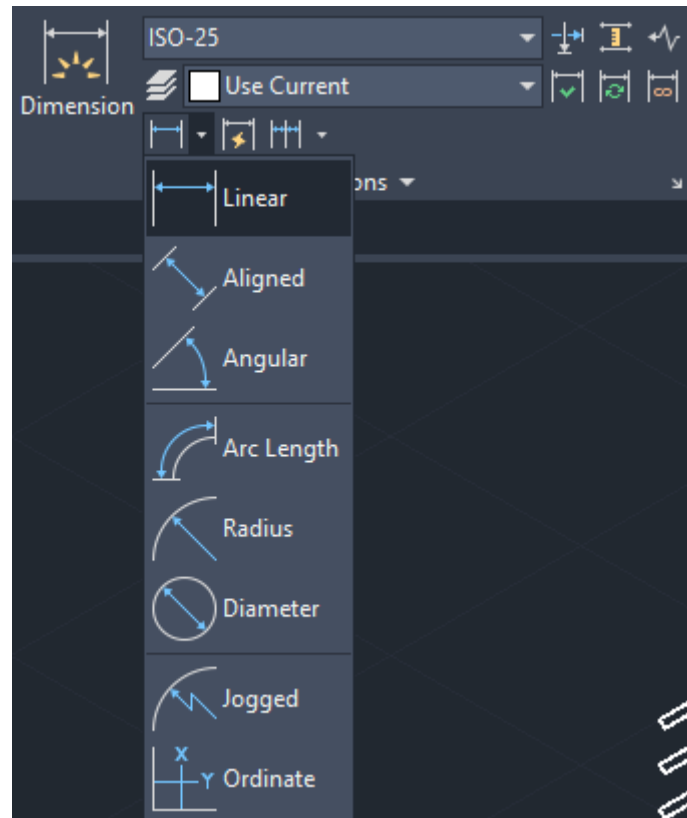 ISO-25
Use Current
Dimension
ons
Linear
Aligned
Angular
Arc Length
Radius
Diameter
Jogged
X
Y Ordinate